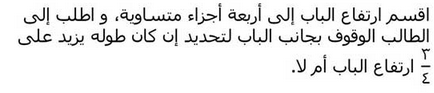 اقسم ارتفاع الباب إلى أربعة أجزاء متساوية، و اطلب إلى
الطالب الوقوف بجانب الباب لتحديد إن كان طوله يزيد على
٣/٤ ارتفاع الباب أم لا.